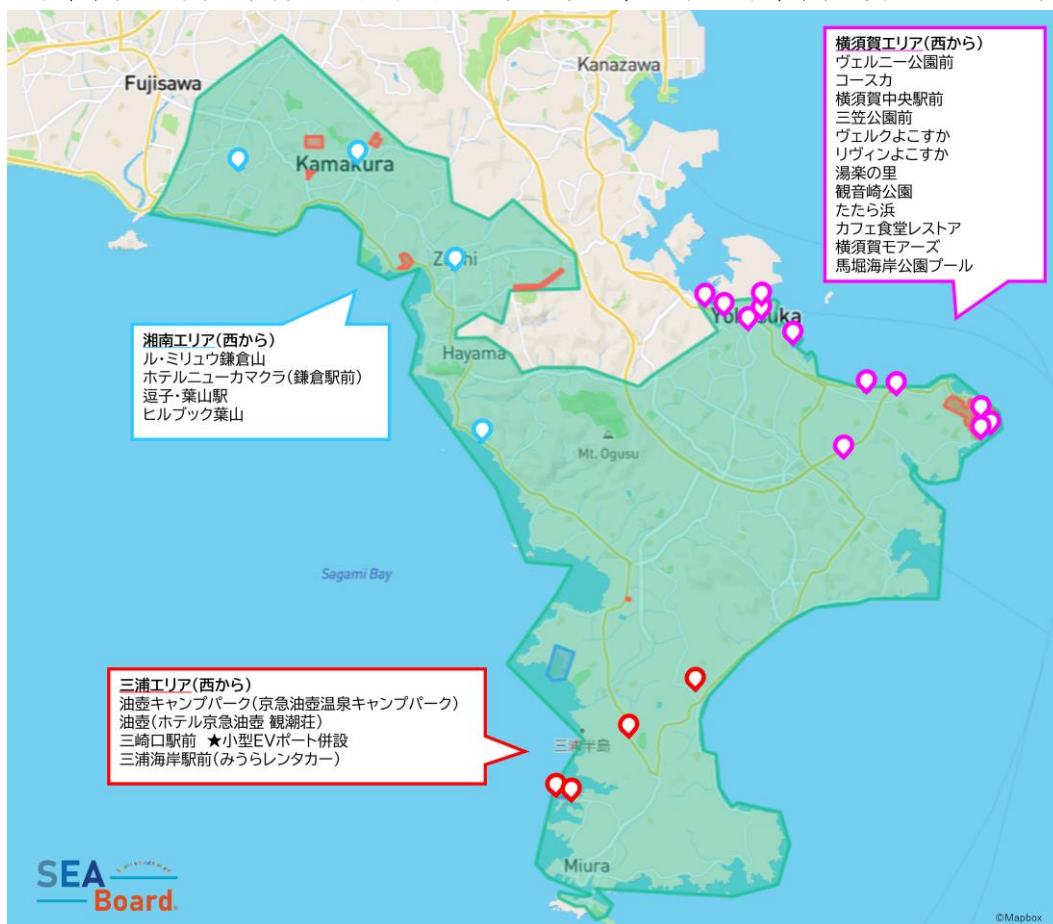 Fujisawa
Kanazawa
Kamakura
横須賀エリア(西から)
ヴェルニー公園前
コースカ
横須賀中央駅前
三笠公園前
ヴェルクよこすか
リヴィンよこすか
湯楽の里
観音崎公園
たたら浜
カフェ食堂レストア
横須賀モアーズ
馬堀海岸公園プール
湘南エリア(西から)
ル・ミリュウ鎌倉山
ホテルニューカマクラ(鎌倉駅前)
逗子・葉山駅
ヒルブック葉山
Hayama
Mt. Ogusu
Sagami Bay
三浦エリア(西から)
油壺キャンプパーク(京急油壺温泉キャンプパーク)
油壺(ホテル京急油壺 観潮荘)
三崎口駅前 ★小型EVポート併設
三浦海岸駅前(みうらレンタカー)
三浦半島
Miura
SEA
Board
©Mapbox